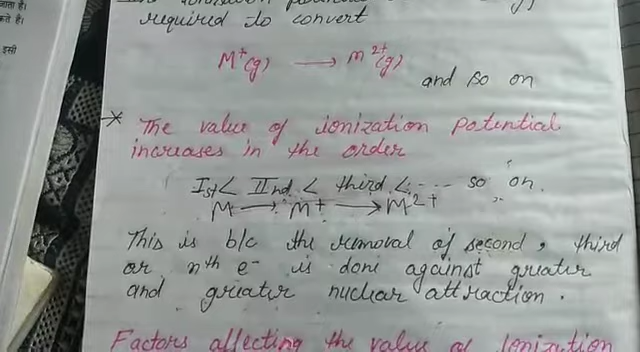 required to convert
M⁺(g) → m²⁺(g)
and so on
* The value of ionization potential
increases in the order
Ist < IInd < third < ---- so on.
M → m⁺ → M²⁺
This is b/c the removal of second, third
or nth e⁻ is done against greater
and greater nuclear attraction.
Factors affecting the value of Ionization